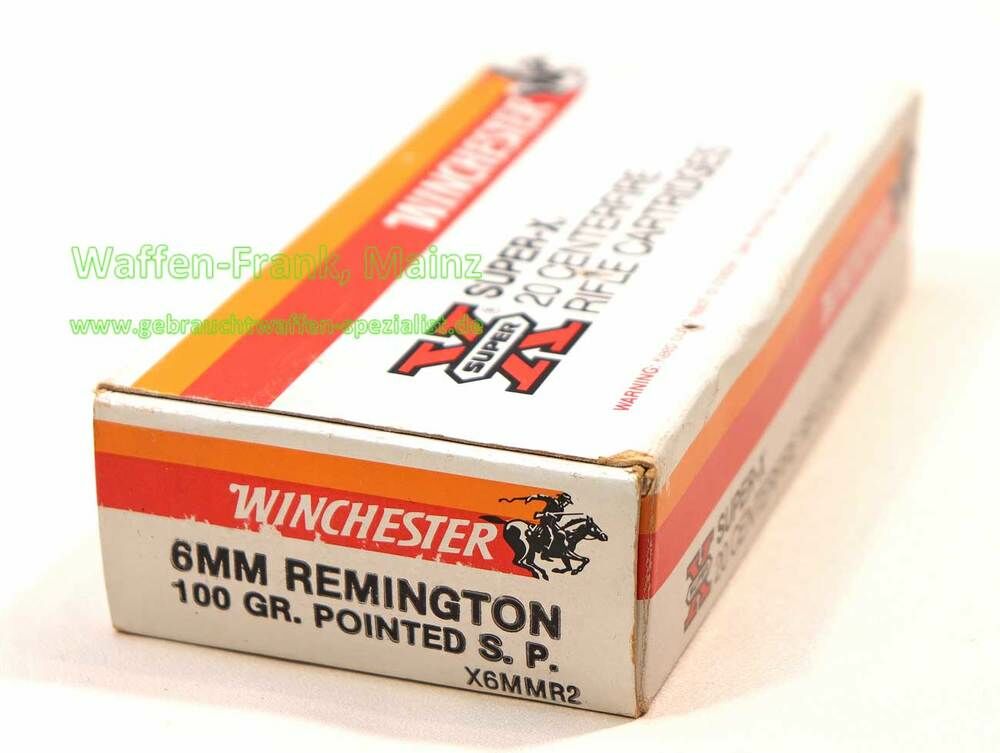 WINCHESTER
SUPER-X
20 CENTERFIRE
RIFLE CARTRIDGES
X
SUPER
X
®
WARNING:
Waffen-Frank, Mainz
www.gebrauchtwaffen-spezialist.de
WINCHESTER
6MM REMINGTON
100 GR. POINTED S. P.
X6MMR2
SUPER-X